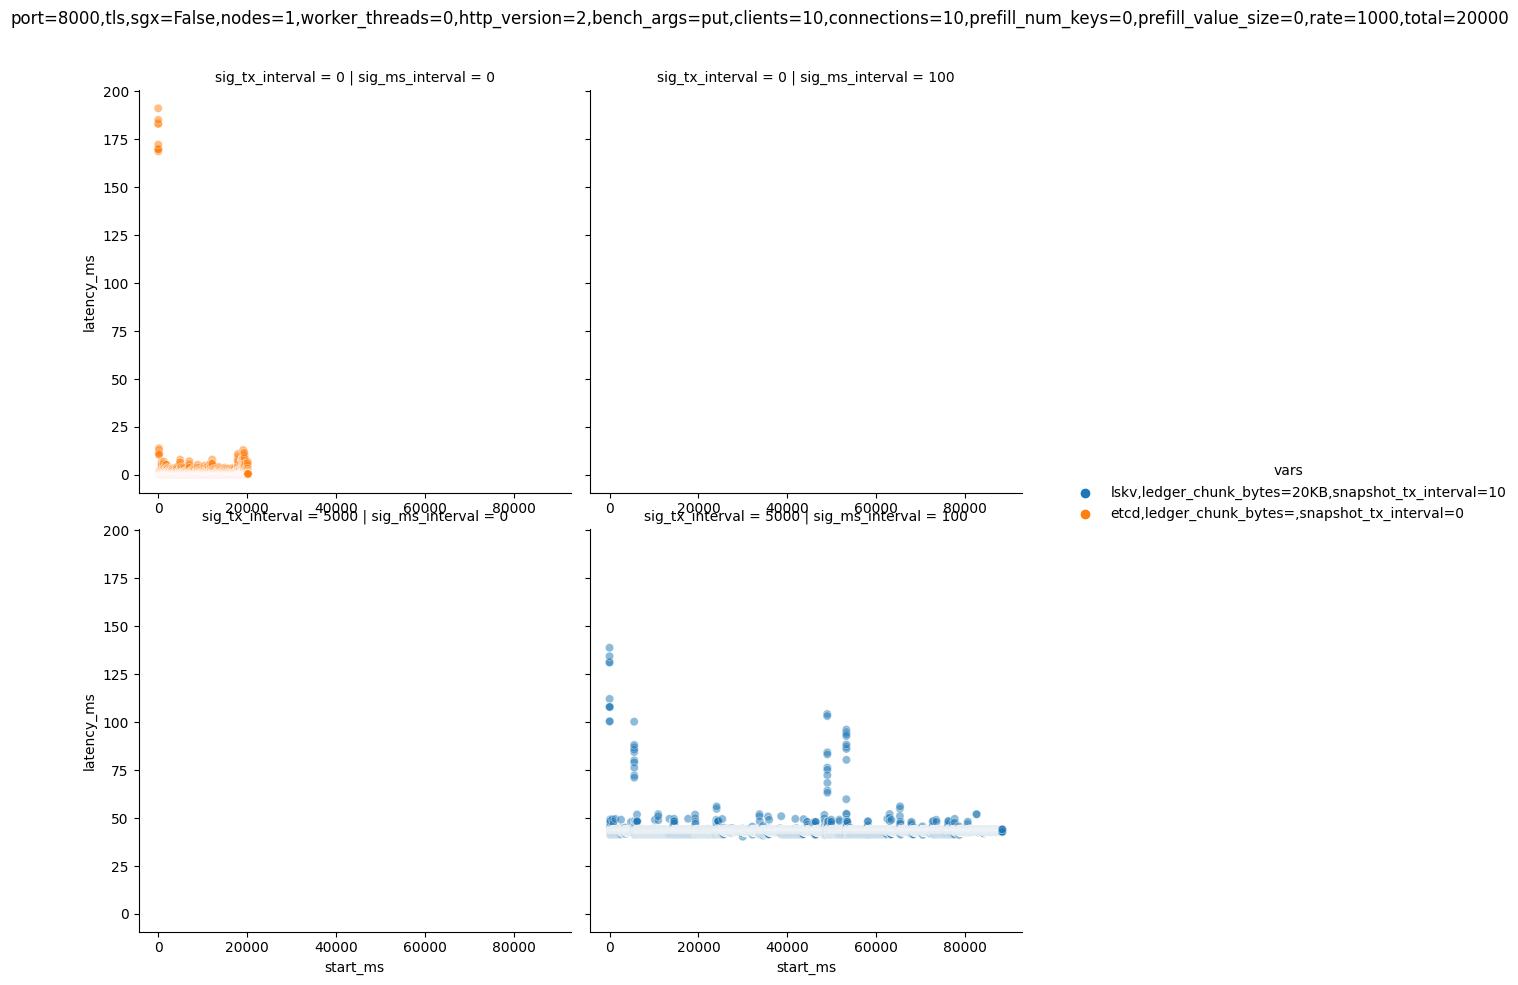 port=8000,tls,sgx=False,nodes=1,worker_threads=0,http_version=2,bench_args=put,clients=10,connections=10,prefill_num_keys=0,prefill_value_size=0,rate=1000,total=20000
sig_tx_interval = 0 | sig_ms_interval = 0
sig_tx_interval = 0 | sig_ms_interval = 100
200
175
150
125
100
75
50
25
0
latency_ms
0 20000 40000 60000 80000
0 20000 40000 60000 80000
sig_tx_interval = 5000 | sig_ms_interval = 0
sig_tx_interval = 5000 | sig_ms_interval = 100
200
175
150
125
100
75
50
25
0
latency_ms
0 20000 40000 60000 80000
start_ms
0 20000 40000 60000 80000
start_ms
vars
lskv,ledger_chunk_bytes=20KB,snapshot_tx_interval=10
etcd,ledger_chunk_bytes=,snapshot_tx_interval=0